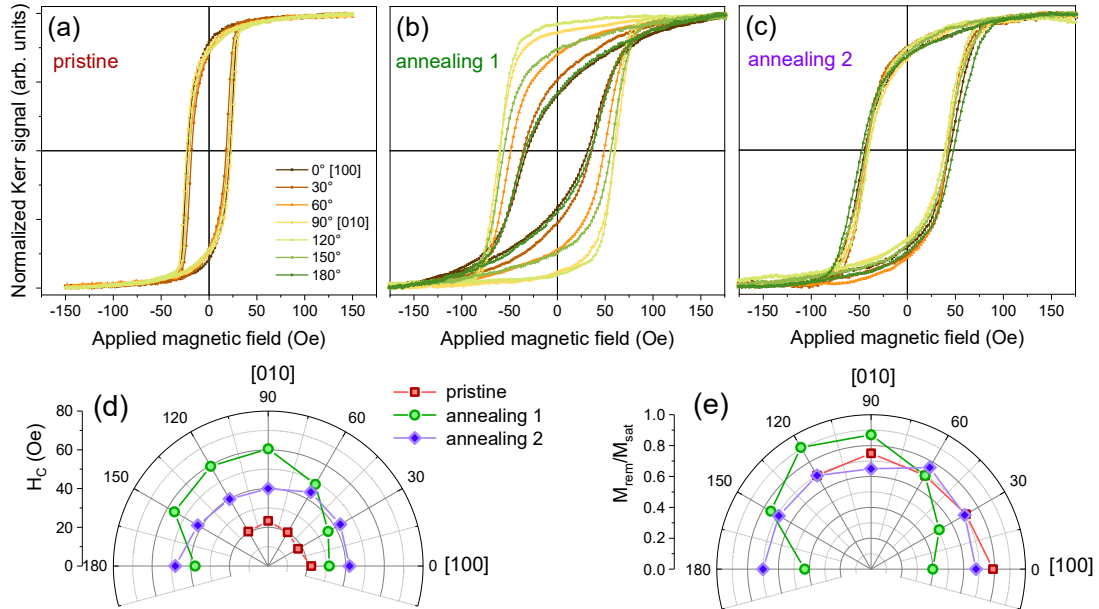 (a)
pristine
(b)
annealing 1
(c)
annealing 2
Normalized Kerr signal (arb. units)
0° [100]
30°
60°
90° [010]
120°
150°
180°
-150 -100 -50 0 50 100 150
-150 -100 -50 0 50 100 150
-150 -100 -50 0 50 100 150
Applied magnetic field (Oe)
Applied magnetic field (Oe)
Applied magnetic field (Oe)
(d)
[010]
H_C (Oe)
80
60
40
20
0
180
150
120
90
60
30
0
[100]
pristine
annealing 1
annealing 2
(e)
[010]
M_rem/M_sat
1.0
0.8
0.6
0.4
0.2
0.0
180
150
120
90
60
30
0
[100]